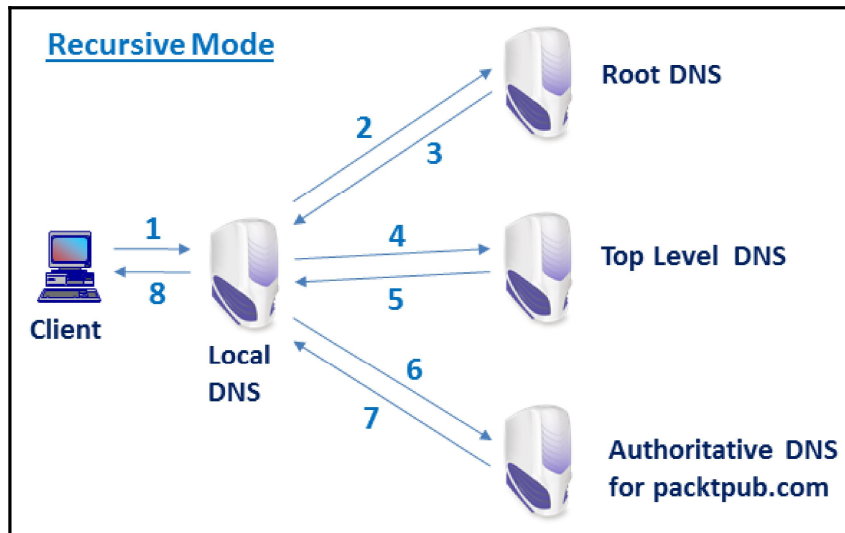 Recursive Mode
Root DNS
2
3
1
4
Top Level DNS
8
5
Client
Local
DNS
6
7
Authoritative DNS
for packtpub.com